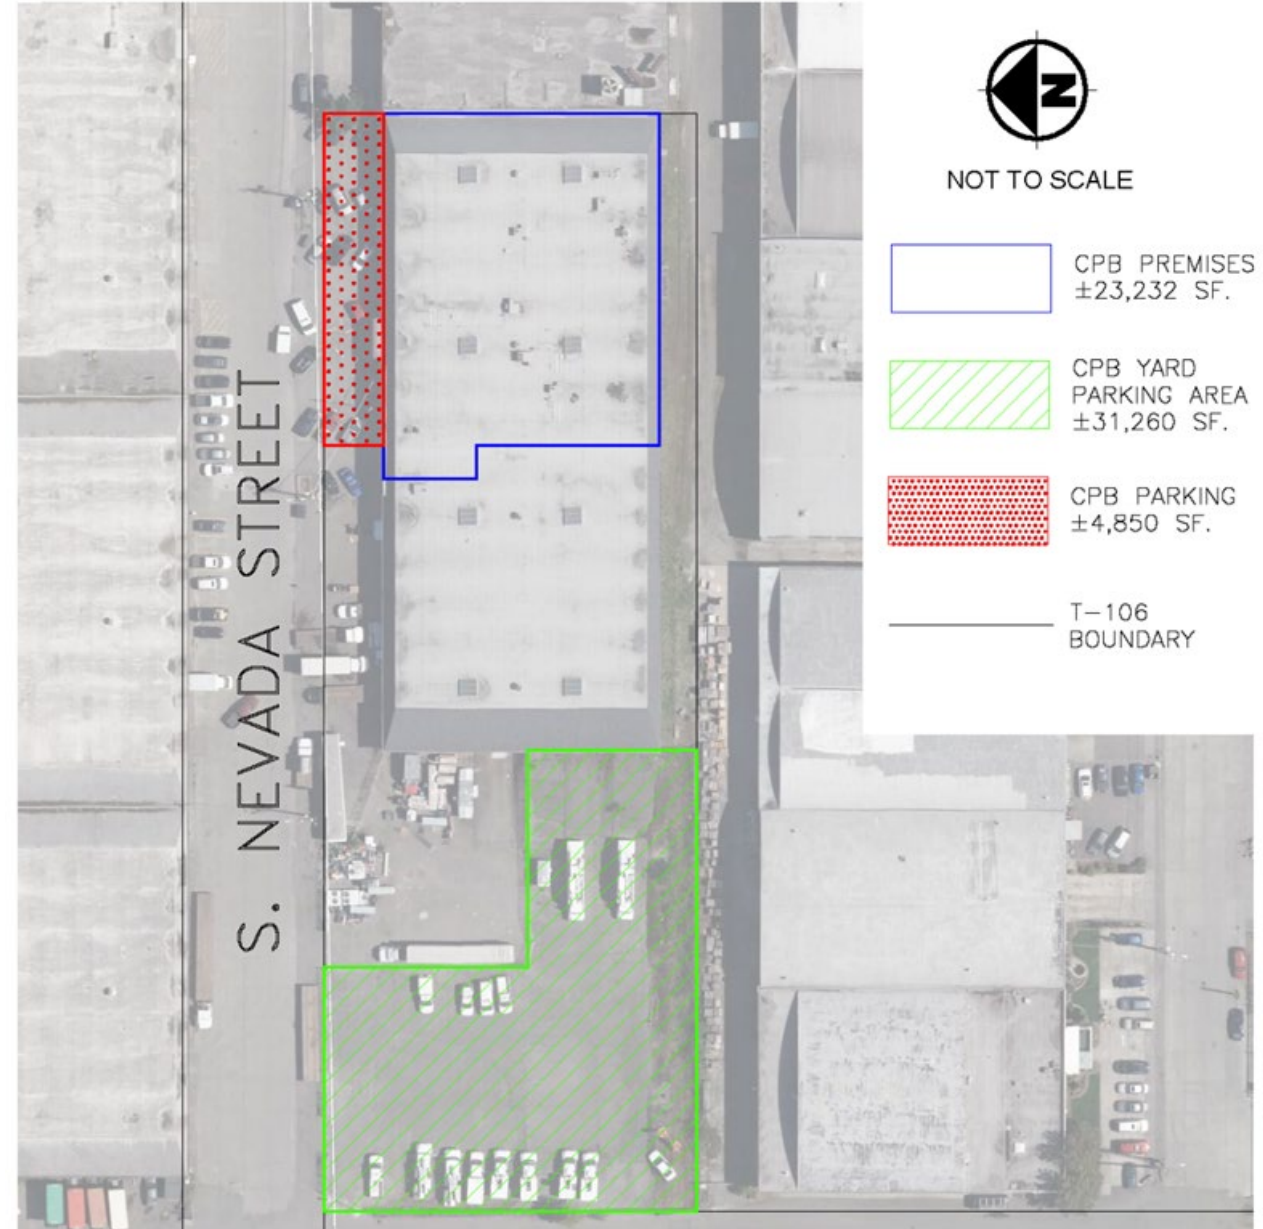 N
NOT TO SCALE
CPB PREMISES
±23,232 SF.
CPB YARD
PARKING AREA
±31,260 SF.
CPB PARKING
±4,850 SF.
T-106
BOUNDARY
S. NEVADA STREET